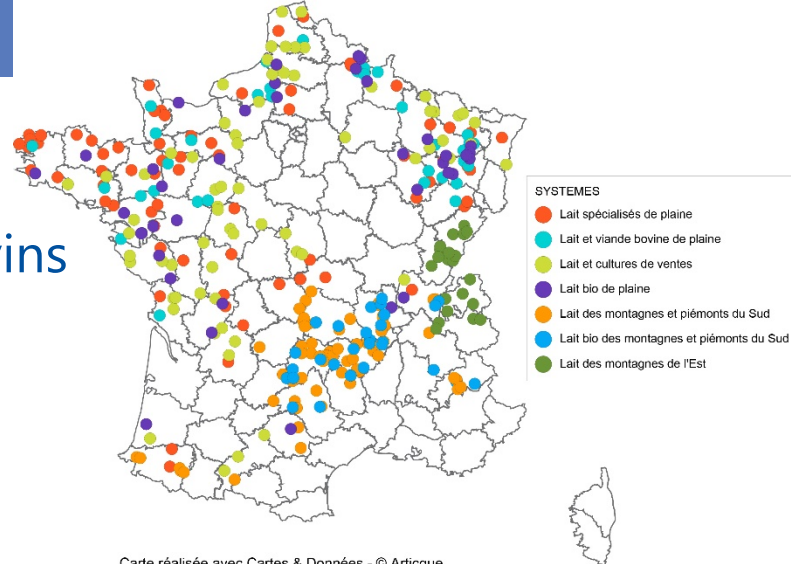 vins
SYSTEMES
Lait spécialisés de plaine
Lait et viande bovine de plaine
Lait et cultures de ventes
Lait bio de plaine
Lait des montagnes et piémonts du Sud
Lait bio des montagnes et piémonts du Sud
Lait des montagnes de l'Est
Carte réalisée avec Cartes & Données - © Articque